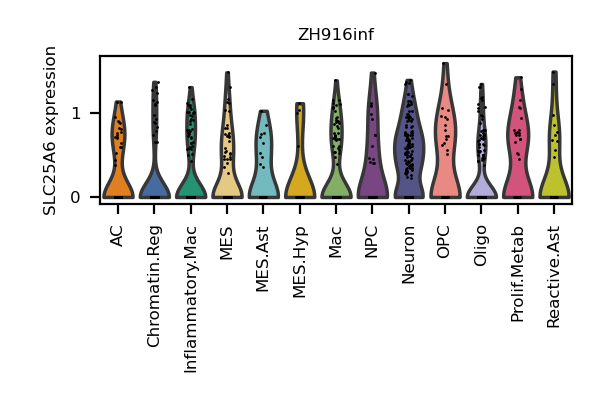 ZH916inf
SLC25A6 expression
1
0
AC
Chromatin.Reg
Inflammatory.Mac
MES
MES.Ast
MES.Hyp
Mac
NPC
Neuron
OPC
Oligo
Prolif.Metab
Reactive.Ast